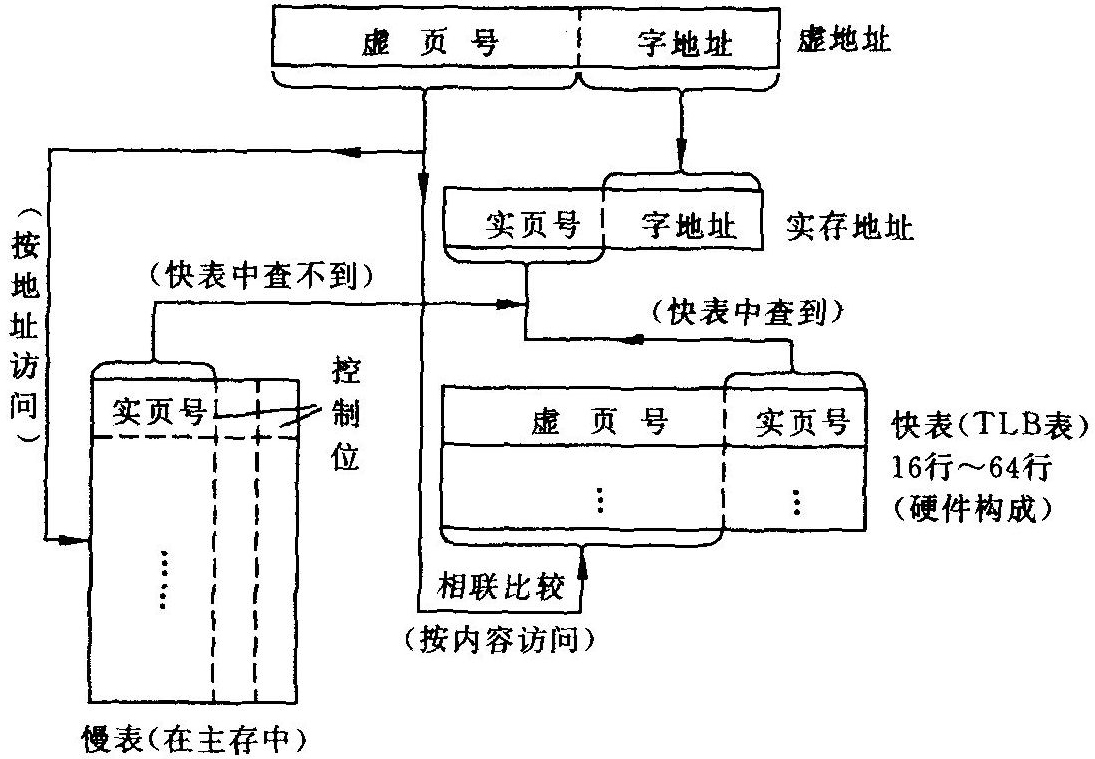 虚页号 字地址 虚地址
实页号 字地址 实存地址
(按地址访问)
(快表中查不到)
(快表中查到)
控制位
实页号
虚页号 实页号
快表(TLB表)
16行～64行
(硬件构成)
… …
……
相联比较
(按内容访问)
慢表(在主存中)